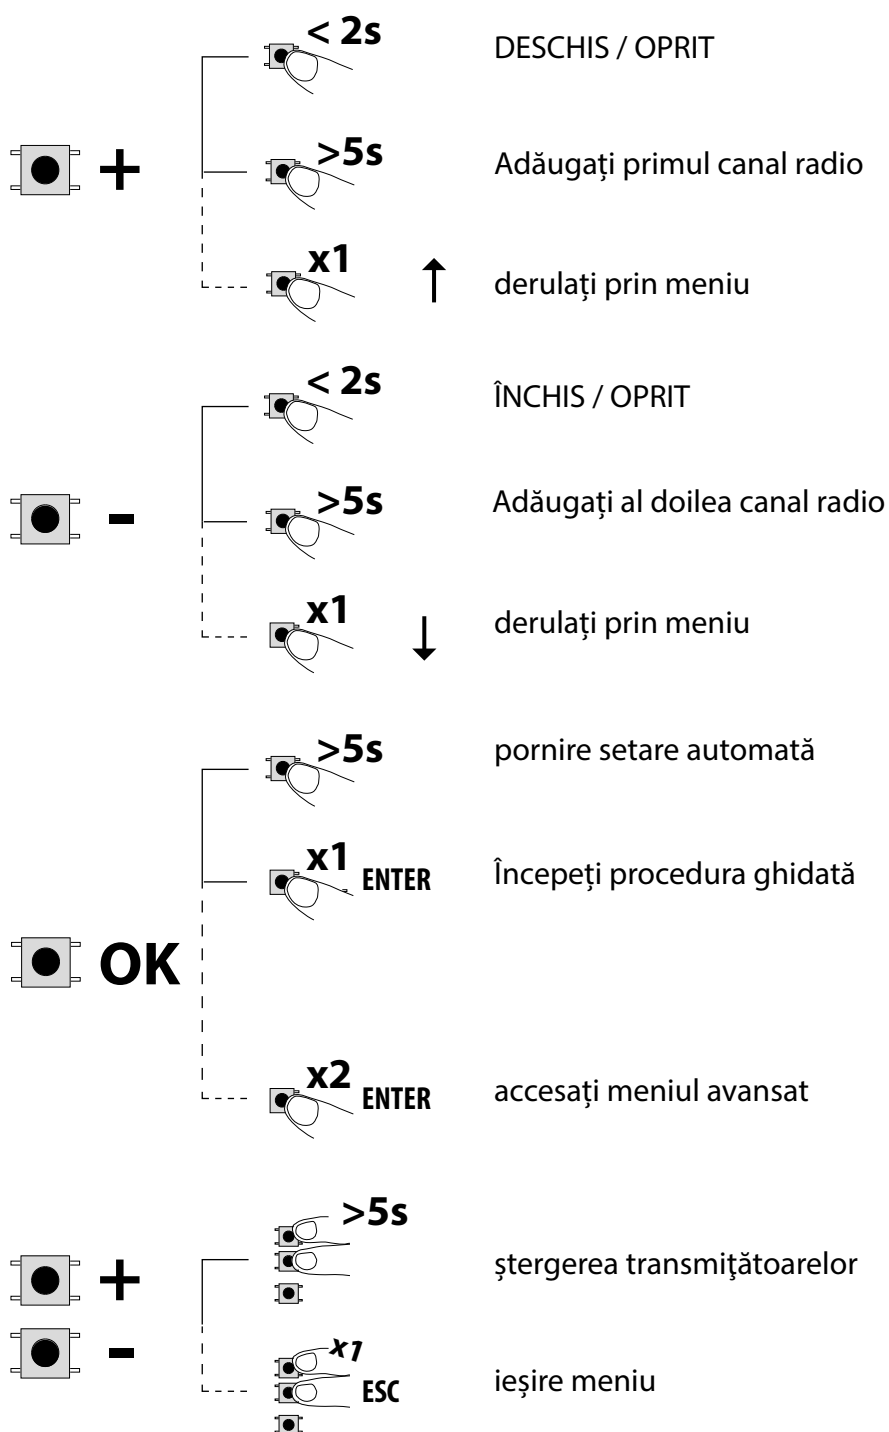 < 2s DESCHIS / OPRIT
+ >5s Adăugați primul canal radio
x1 ↑ derulați prin meniu
< 2s ÎNCHIS / OPRIT
- >5s Adăugați al doilea canal radio
x1 ↓ derulați prin meniu
>5s pornire setare automată
x1 ENTER Începeți procedura ghidată
OK
x2 ENTER accesați meniul avansat
>5s
+ ștergerea transmiţătoarelor
-
x1
ESC ieșire meniu